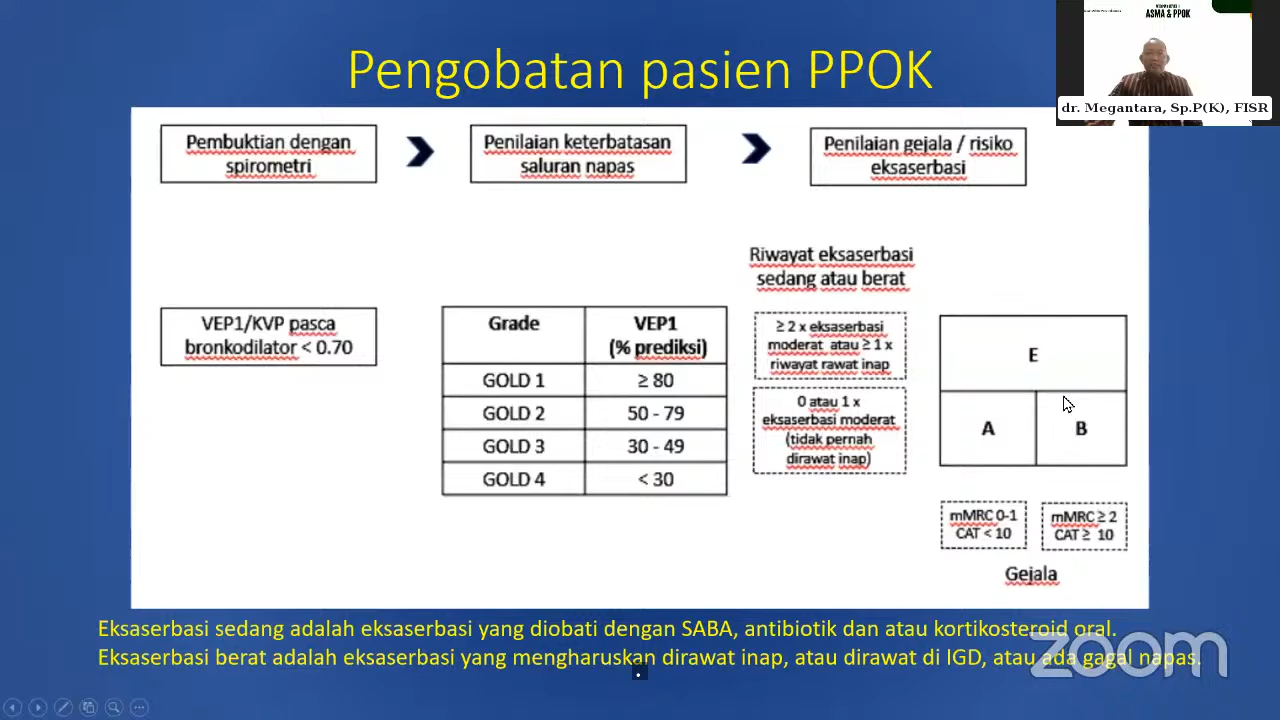 ASMA & PPOK
Pengobatan pasien PPOK
dr. Megantara, Sp.P(K), FISR
Pembuktian dengan
spirometri
Penilaian keterbatasan
saluran napas
Penilaian gejala / risiko
eksaserbasi
VEP1/KVP pasca
bronkodilator < 0.70
Grade
VEP1
(% prediksi)
GOLD 1
≥ 80
GOLD 2
50 - 79
GOLD 3
30 - 49
GOLD 4
< 30
Riwayat eksaserbasi
sedang atau berat
≥ 2 x eksaserbasi
moderat atau ≥ 1 x
riwayat rawat inap
0 atau 1 x
eksaserbasi moderat
(tidak pernah
dirawat inap)
E
A
B
mMRC 0-1
CAT < 10
mMRC ≥ 2
CAT ≥ 10
Gejala
Eksaserbasi sedang adalah eksaserbasi yang diobati dengan SABA, antibiotik dan atau kortikosteroid oral.
Eksaserbasi berat adalah eksaserbasi yang mengharuskan dirawat inap, atau dirawat di IGD, atau ada gagal napas.
zoom